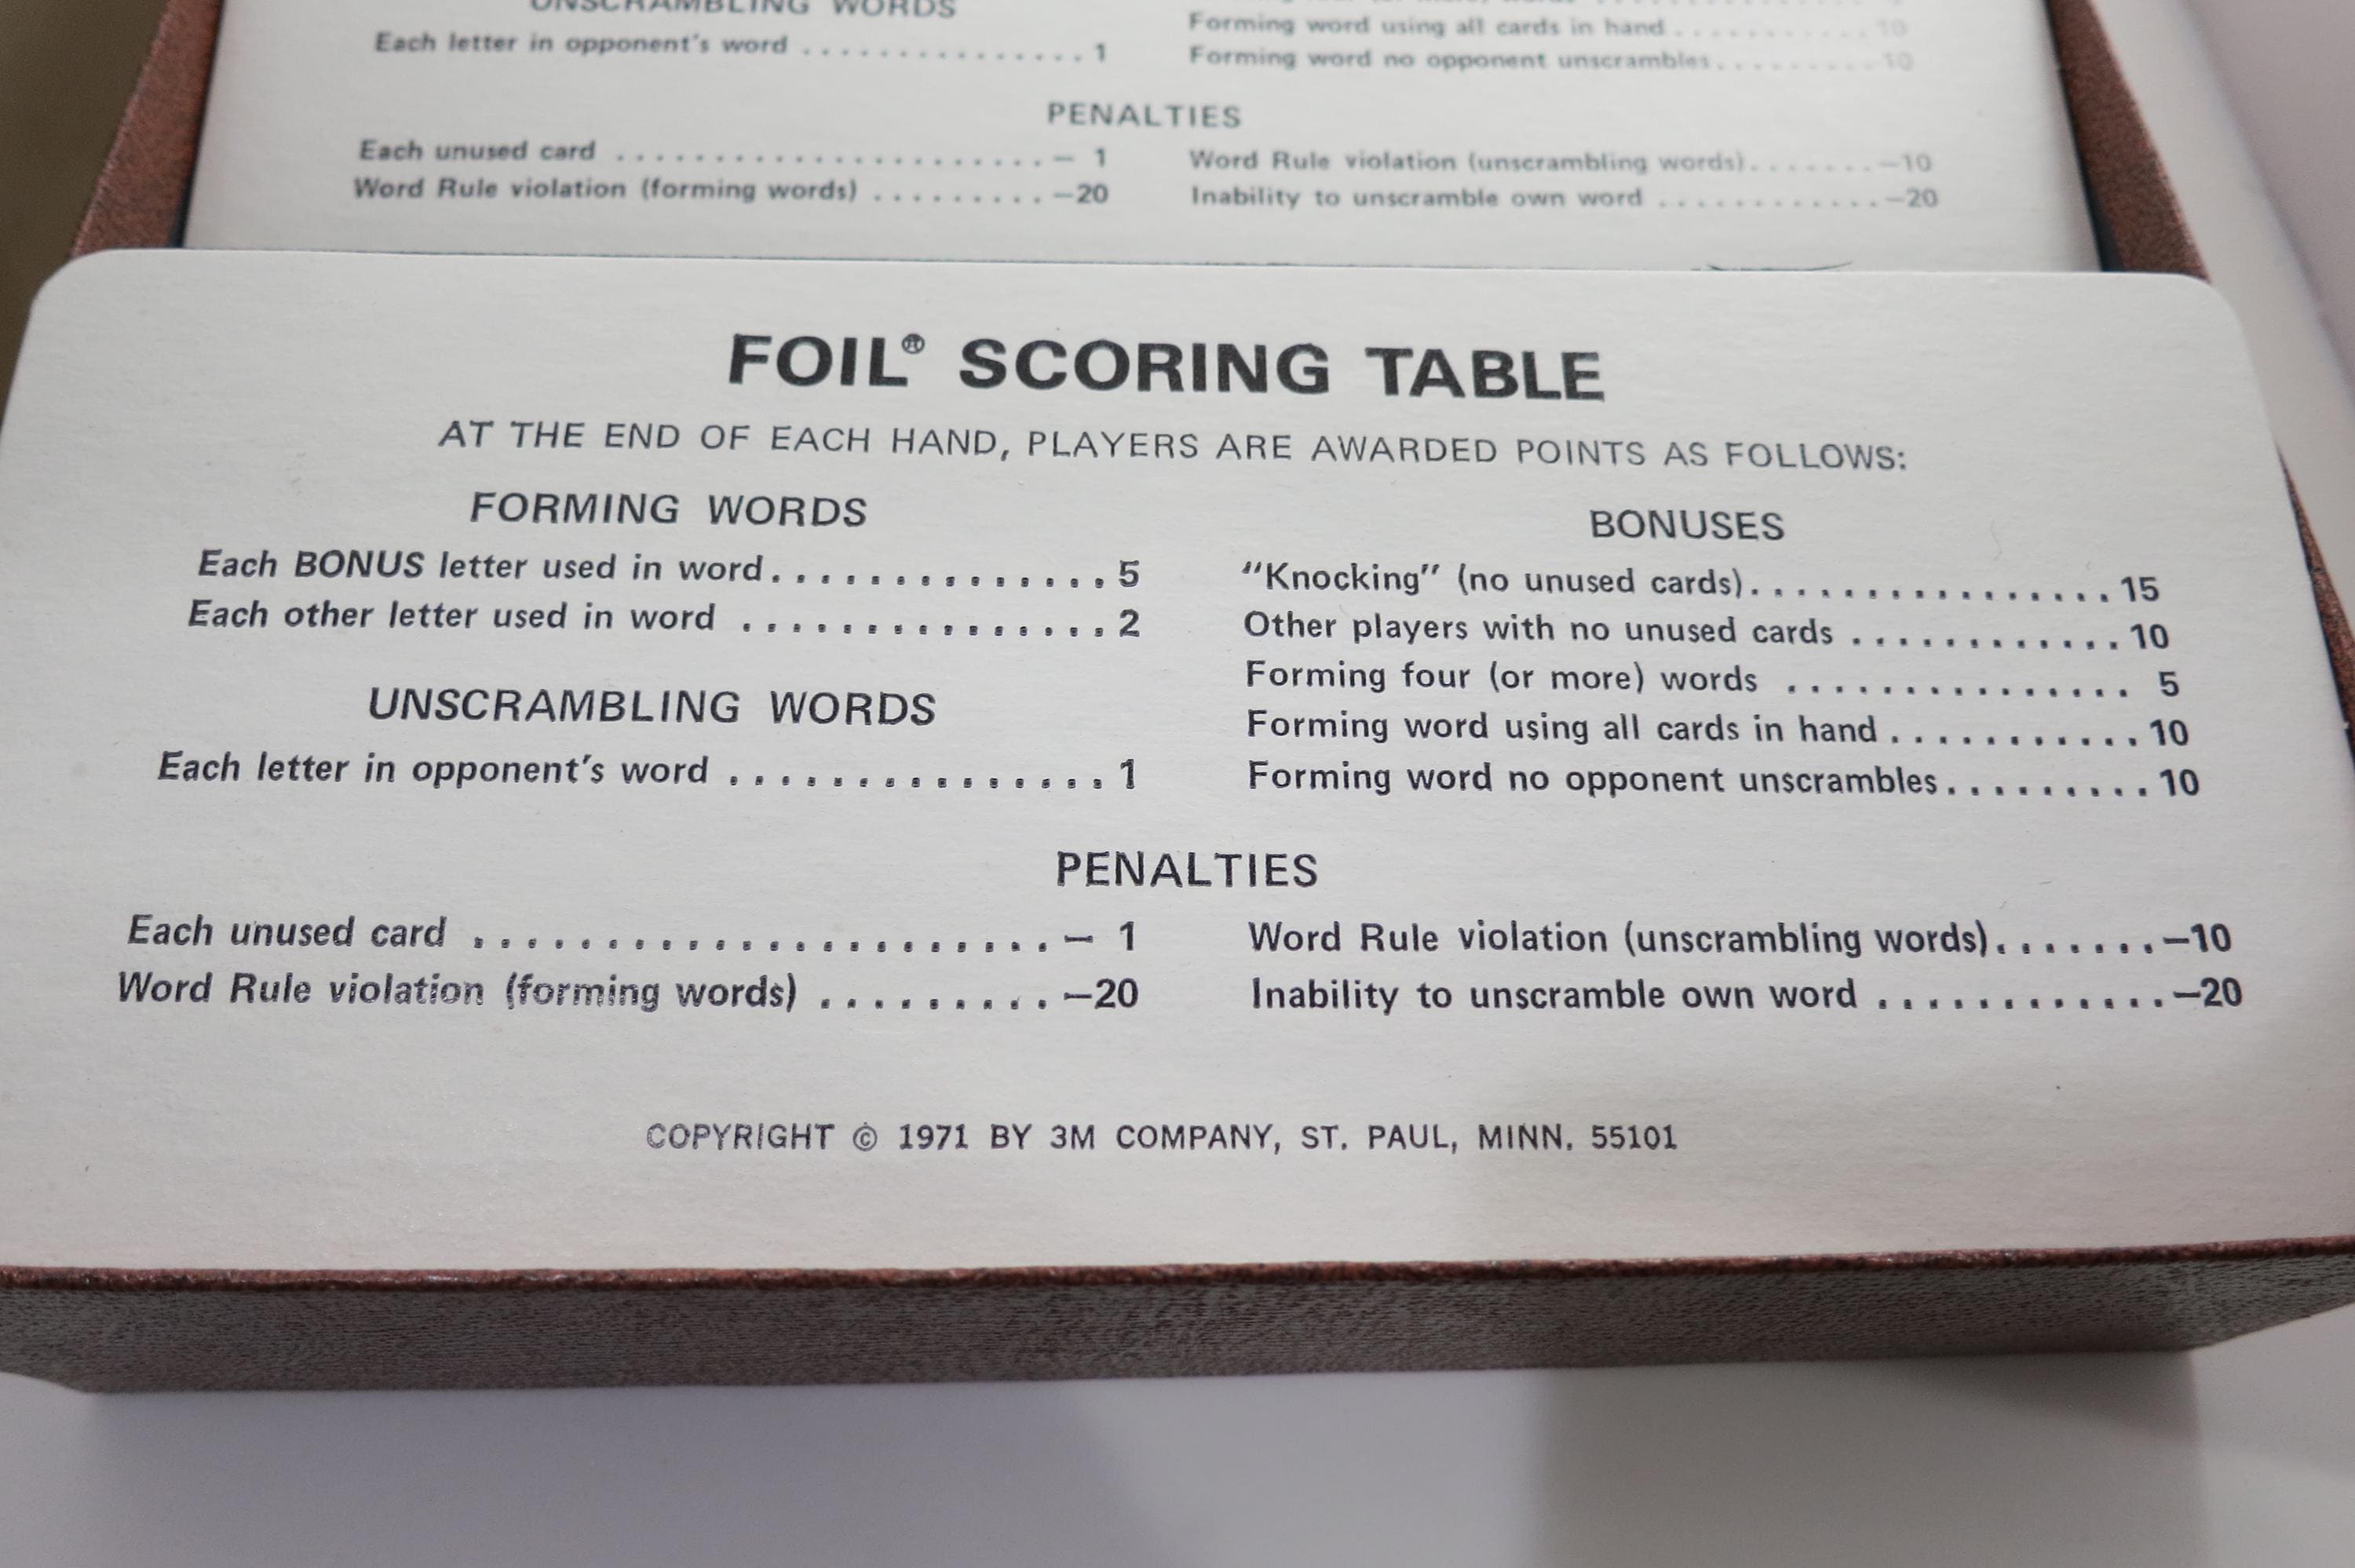 UNSCRAMBLING WORDS
Each letter in opponent's word . . . . . . . . . . . . . . . 1
Forming word using all cards in hand . . . . . . . . . . . 10
Forming word no opponent unscrambles . . . . . . . . . 10
PENALTIES
Each unused card . . . . . . . . . . . . . . . . . . . . . . — 1
Word Rule violation (forming words) . . . . . . . . . —20
Word Rule violation (unscrambling words) . . . . . . . —10
Inability to unscramble own word . . . . . . . . . . . . —20
FOIL® SCORING TABLE
AT THE END OF EACH HAND, PLAYERS ARE AWARDED POINTS AS FOLLOWS:
FORMING WORDS
Each BONUS letter used in word . . . . . . . . . . . . . . 5
Each other letter used in word . . . . . . . . . . . . . . . 2
UNSCRAMBLING WORDS
Each letter in opponent's word . . . . . . . . . . . . . . . 1
BONUSES
"Knocking" (no unused cards) . . . . . . . . . . . . . . . . 15
Other players with no unused cards . . . . . . . . . . . . 10
Forming four (or more) words . . . . . . . . . . . . . . . 5
Forming word using all cards in hand . . . . . . . . . . . 10
Forming word no opponent unscrambles . . . . . . . . . 10
PENALTIES
Each unused card . . . . . . . . . . . . . . . . . . . . . . — 1
Word Rule violation (forming words) . . . . . . . . . —20
Word Rule violation (unscrambling words) . . . . . . . —10
Inability to unscramble own word . . . . . . . . . . . . —20
COPYRIGHT © 1971 BY 3M COMPANY, ST. PAUL, MINN. 55101